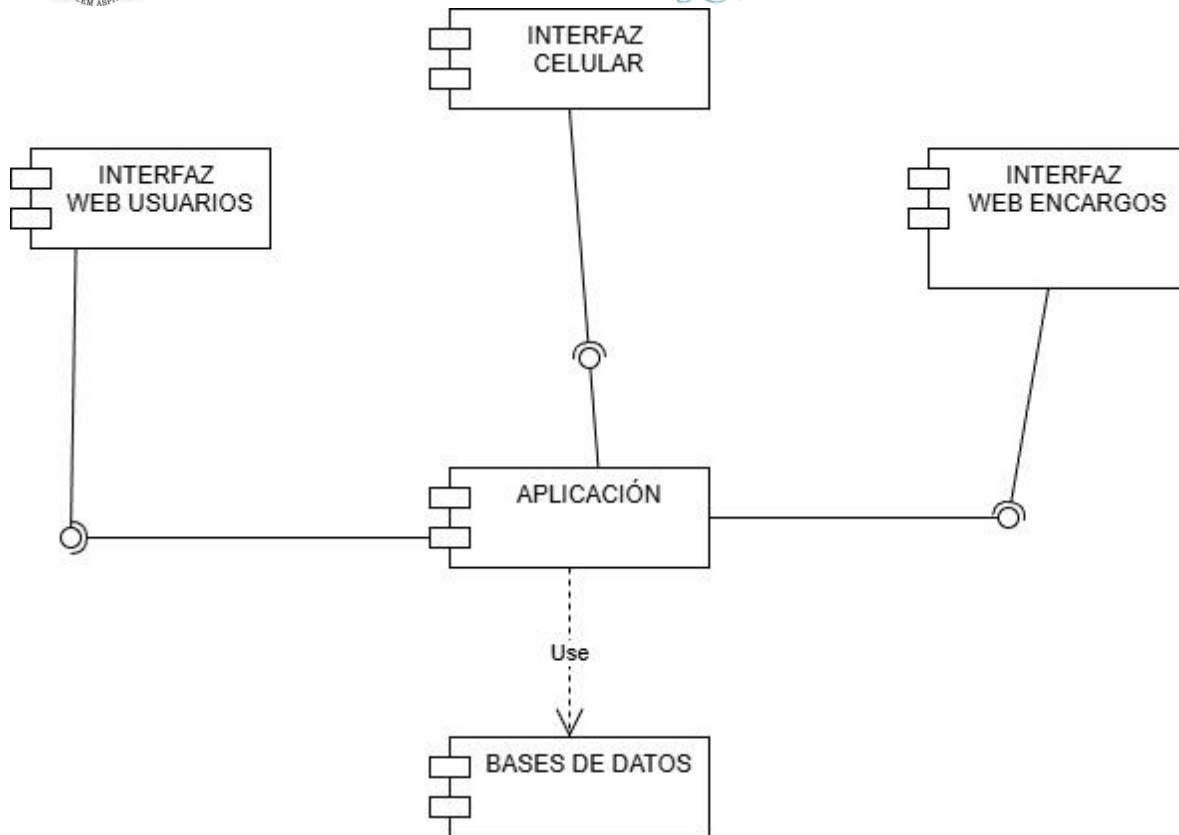 INTERFAZ
CELULAR
INTERFAZ
WEB USUARIOS
INTERFAZ
WEB ENCARGOS
APLICACIÓN
Use
BASES DE DATOS